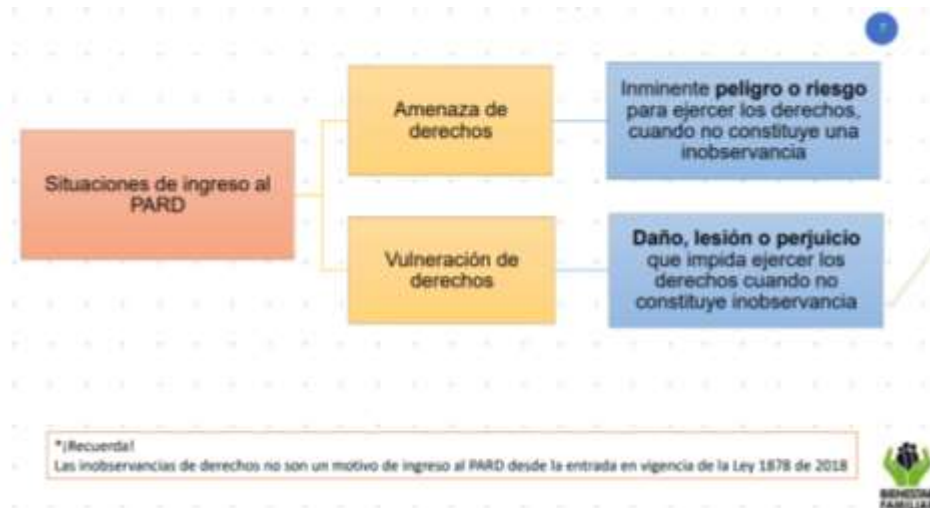 Situaciones de ingreso al
PARD
Amenaza de
derechos
Inminente peligro o riesgo
para ejercer los derechos,
cuando no constituye una
inobservancia
Vulneración de
derechos
Daño, lesión o perjuicio
que impida ejercer los
derechos cuando no
constituye inobservancia
*¡Recuerda!
Las inobservancias de derechos no son un motivo de ingreso al PARD desde la entrada en vigencia de la Ley 1878 de 2018
BIENESTAR
FAMILIAR